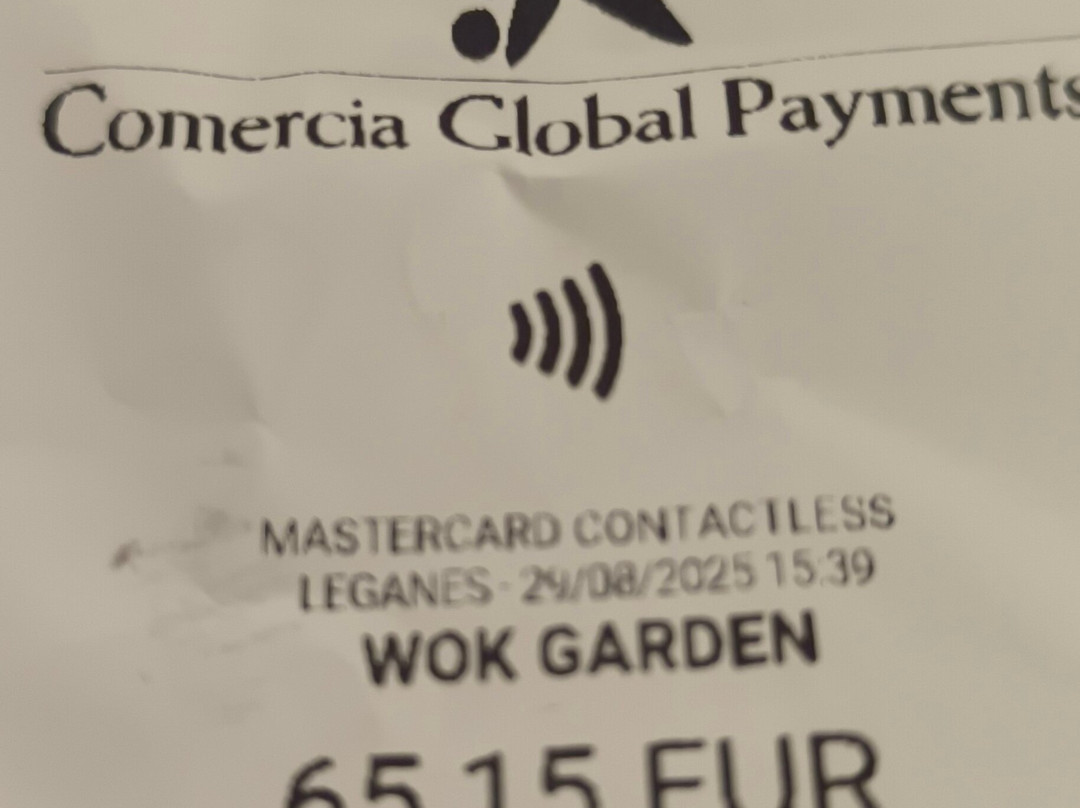 Comercia Global Payments
MASTERCARD CONTACTLESS
LEGANES - 29/08/2025 15:39
WOK GARDEN
65,15 EUR